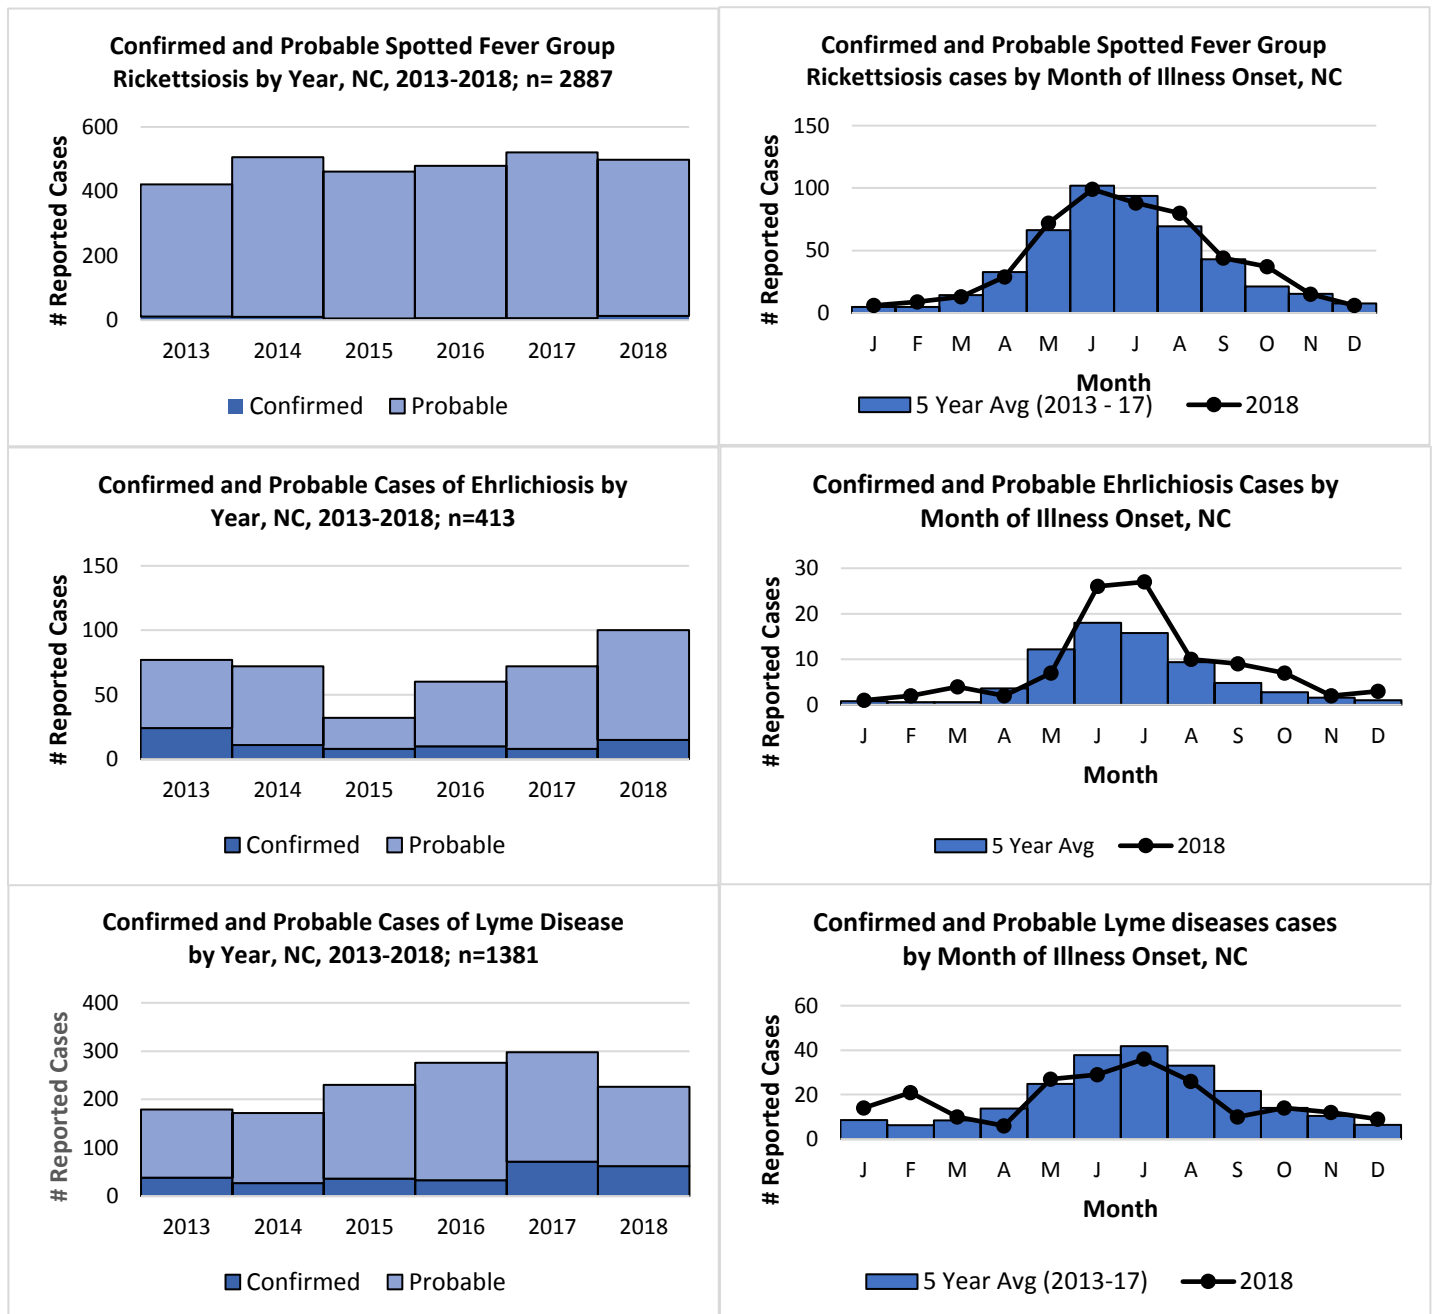 Confirmed and Probable Spotted Fever Group
Rickettsiosis by Year, NC, 2013-2018; n= 2887
# Reported Cases
600
400
200
0
2013 2014 2015 2016 2017 2018
Confirmed Probable
Confirmed and Probable Spotted Fever Group
Rickettsiosis cases by Month of Illness Onset, NC
# Reported Cases
150
100
50
0
J F M A M J J A S O N D
Month
5 Year Avg (2013 - 17) 2018
Confirmed and Probable Cases of Ehrlichiosis by
Year, NC, 2013-2018; n=413
# Reported Cases
150
100
50
0
2013 2014 2015 2016 2017 2018
Confirmed Probable
Confirmed and Probable Ehrlichiosis Cases by
Month of Illness Onset, NC
# Reported Cases
30
20
10
0
J F M A M J J A S O N D
Month
5 Year Avg 2018
Confirmed and Probable Cases of Lyme Disease
by Year, NC, 2013-2018; n=1381
# Reported Cases
400
300
200
100
0
2013 2014 2015 2016 2017 2018
Confirmed Probable
Confirmed and Probable Lyme diseases cases
by Month of Illness Onset, NC
# Reported Cases
60
40
20
0
J F M A M J J A S O N D
Month
5 Year Avg (2013-17) 2018